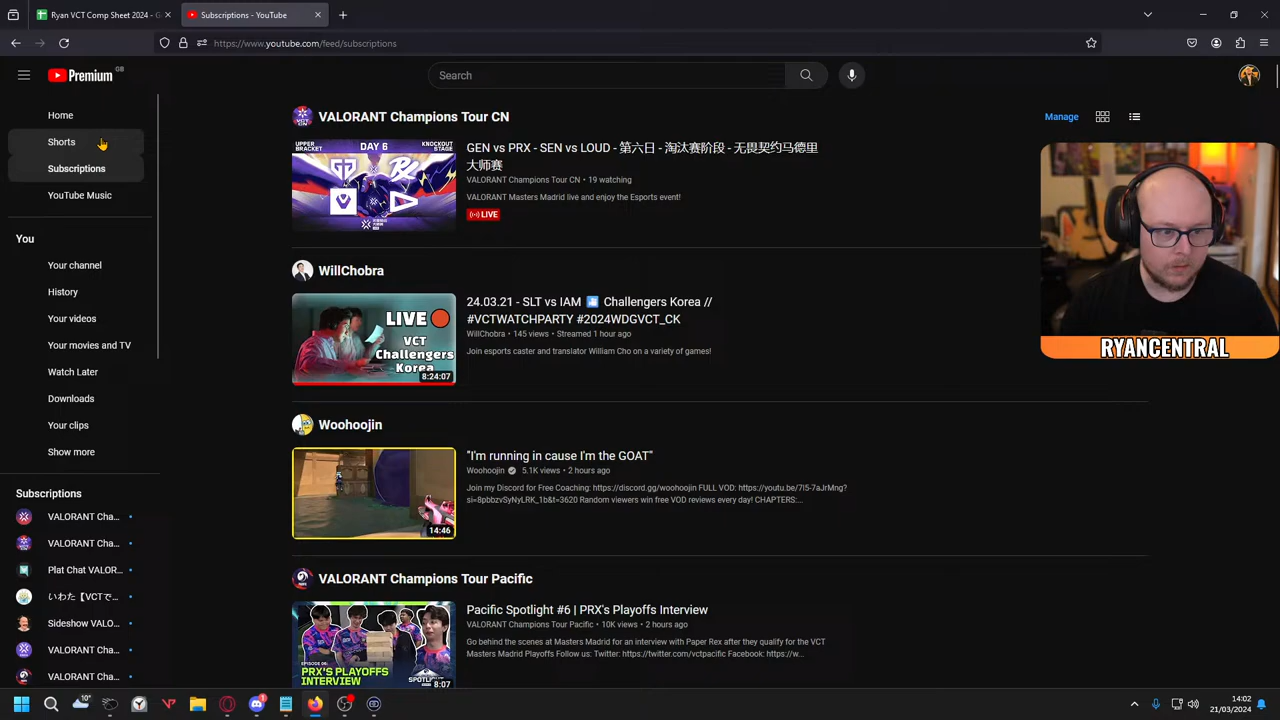 Ryan VCT Comp Sheet 2024 - G
Subscriptions - YouTube
https://www.youtube.com/feed/subscriptions
Premium GB
Search
Home
Shorts
Subscriptions
YouTube Music
You
Your channel
History
Your videos
Your movies and TV
Watch Later
Downloads
Your clips
Show more
Subscriptions
VALORANT Cha...
VALORANT Cha...
Plat Chat VALOR...
いわた【VCTで...
Sideshow VALO...
VALORANT Cha...
VALORANT Cha...
VALORANT Champions Tour CN
Manage
UPPER BRACKET
DAY 6
KNOCKOUT STAGE
GEN vs PRX - SEN vs LOUD - 第六日 - 淘汰赛阶段 - 无畏契约马德里
大师赛
VALORANT Champions Tour CN • 19 watching
VALORANT Masters Madrid live and enjoy the Esports event!
LIVE
WillChobra
LIVE
VCT
Challengers
Korea
8:24:07
24.03.21 - SLT vs IAM Challengers Korea //
#VCTWATCHPARTY #2024WDGVCT_CK
WillChobra • 145 views • Streamed 1 hour ago
Join esports caster and translator William Cho on a variety of games!
Woohoojin
14:46
"I'm running in cause I'm the GOAT"
Woohoojin 5.1K views • 2 hours ago
Join my Discord for Free Coaching: https://discord.gg/woohoojin FULL VOD: https://youtu.be/7l5-7aJrMng?
si=8pbbzvSyNyLRK_1b&t=3620 Random viewers win free VOD reviews every day! CHAPTERS:...
VALORANT Champions Tour Pacific
EPISODE 06:
PRX'S PLAYOFFS
INTERVIEW
SPOTLIGHT
8:07
Pacific Spotlight #6 | PRX's Playoffs Interview
VALORANT Champions Tour Pacific • 10K views • 2 hours ago
Go behind the scenes at Masters Madrid for an interview with Paper Rex after they qualify for the VCT
Masters Madrid Playoffs Follow us: Twitter: https://twitter.com/vctpacific Facebook: https://w...
RYANCENTRAL
10°
14:02
21/03/2024